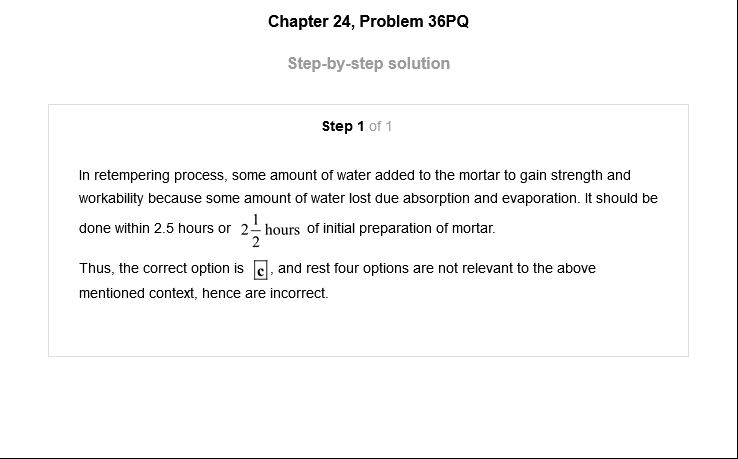 Chapter 24, Problem 36PQ
Step-by-step solution
Step 1 of 1
In retempering process, some amount of water added to the mortar to gain strength and
workability because some amount of water lost due absorption and evaporation. It should be
done within 2.5 hours or 2 1/2 hours of initial preparation of mortar.
Thus, the correct option is c, and rest four options are not relevant to the above
mentioned context, hence are incorrect.